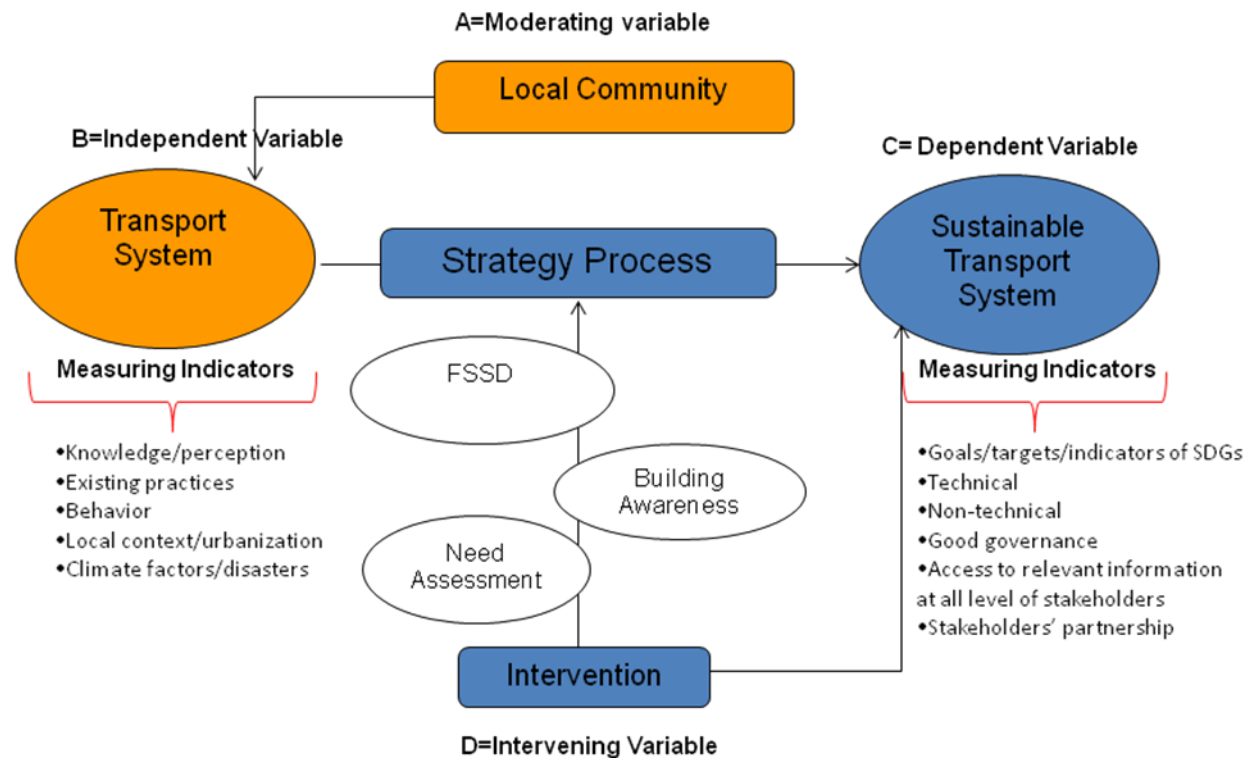 A=Moderating variable
Local Community
B=Independent Variable
C= Dependent Variable
Transport
System
Strategy Process
Sustainable
Transport
System
Measuring Indicators
•Knowledge/perception
•Existing practices
•Behavior
•Local context/urbanization
•Climate factors/disasters
FSSD
Building
Awareness
Need
Assessment
Measuring Indicators
•Goals/targets/indicators of SDGs
•Technical
•Non-technical
•Good governance
•Access to relevant information
at all level of stakeholders
•Stakeholders’ partnership
Intervention
D=Intervening Variable